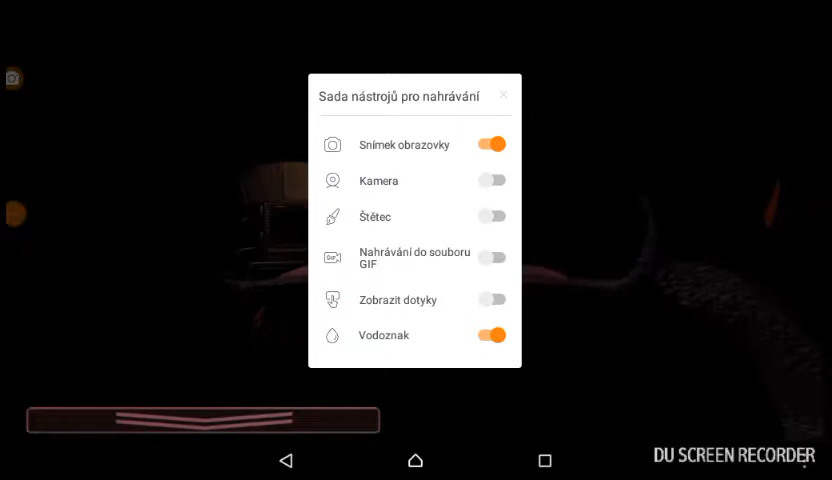 Sada nástrojů pro nahrávání
Snímek obrazovky
Kamera
Štětec
Nahrávání do souboru
GIF
Zobrazit dotyky
Vodoznak
DU SCREEN RECORDER